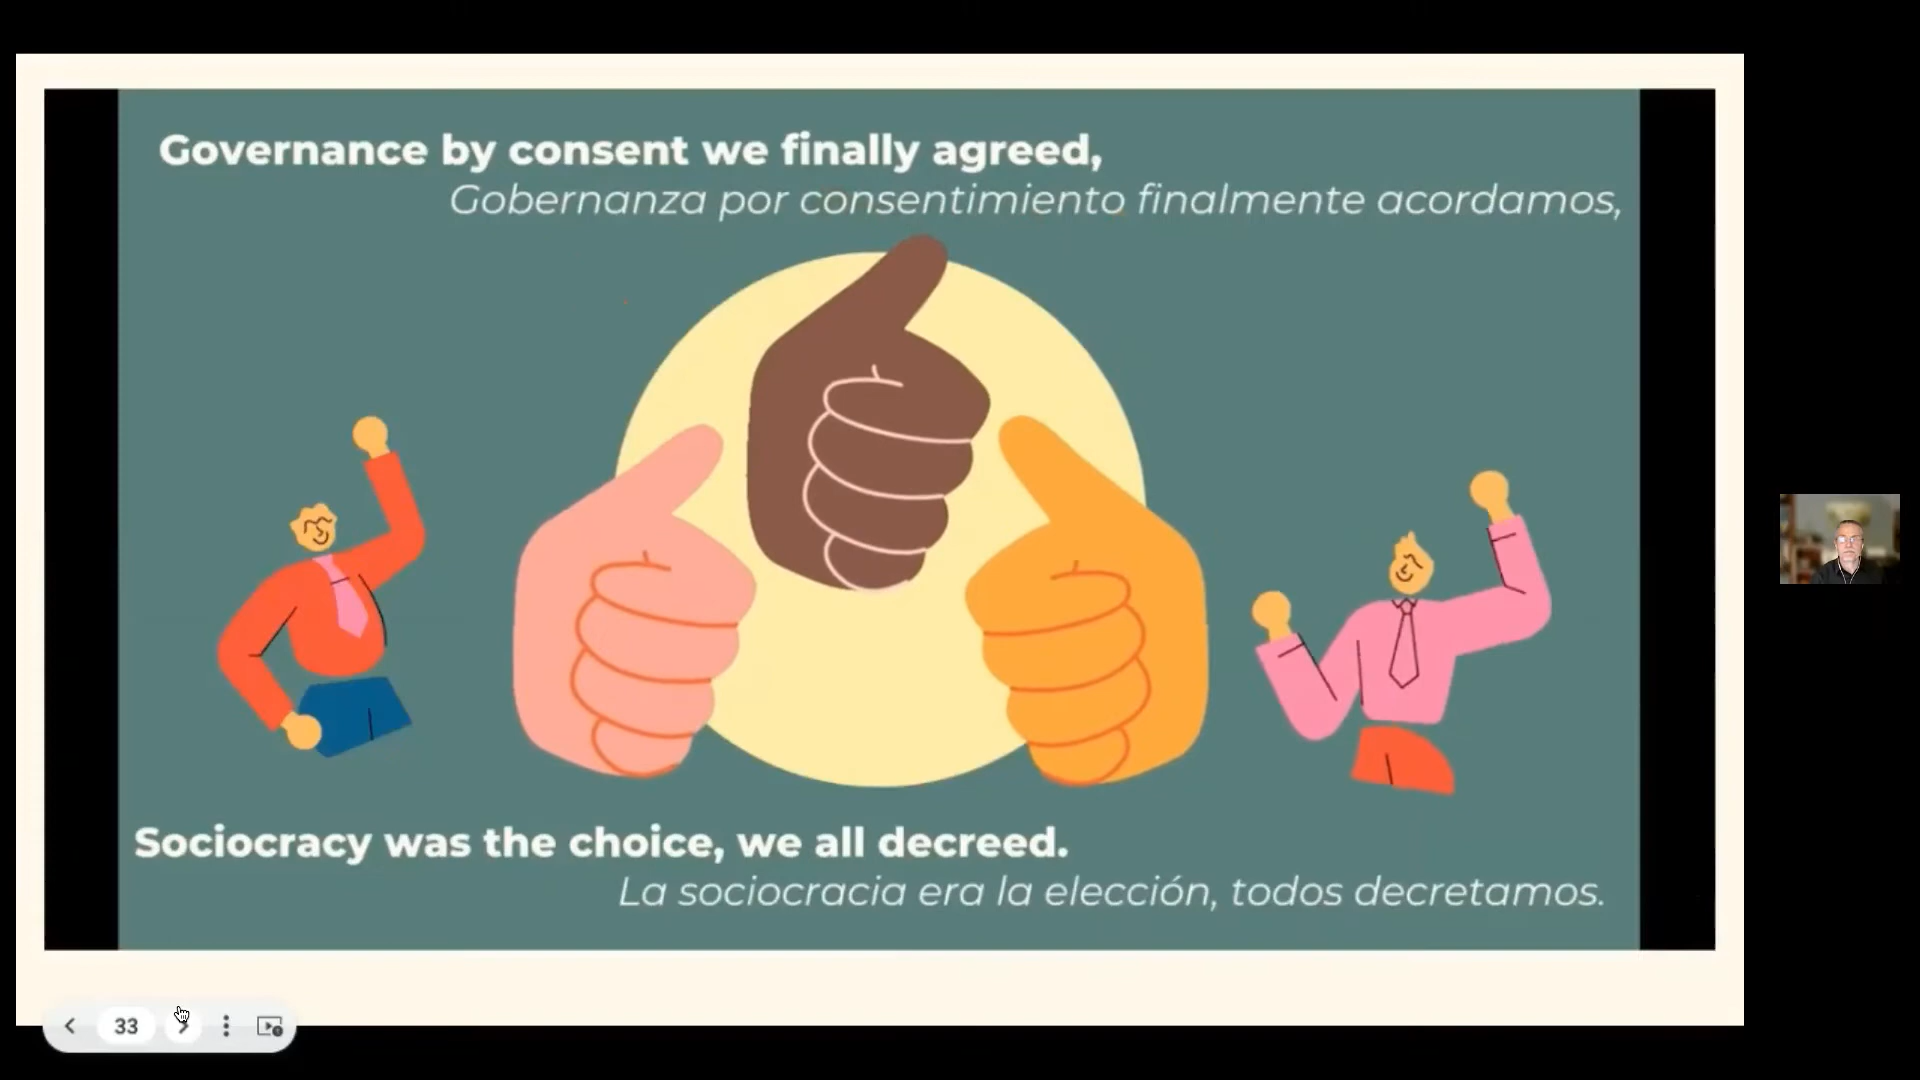 Governance by consent we finally agreed,
Gobernanza por consentimiento finalmente acordamos,
Sociocracy was the choice, we all decreed.
La sociocracia era la elección, todos decretamos.
33